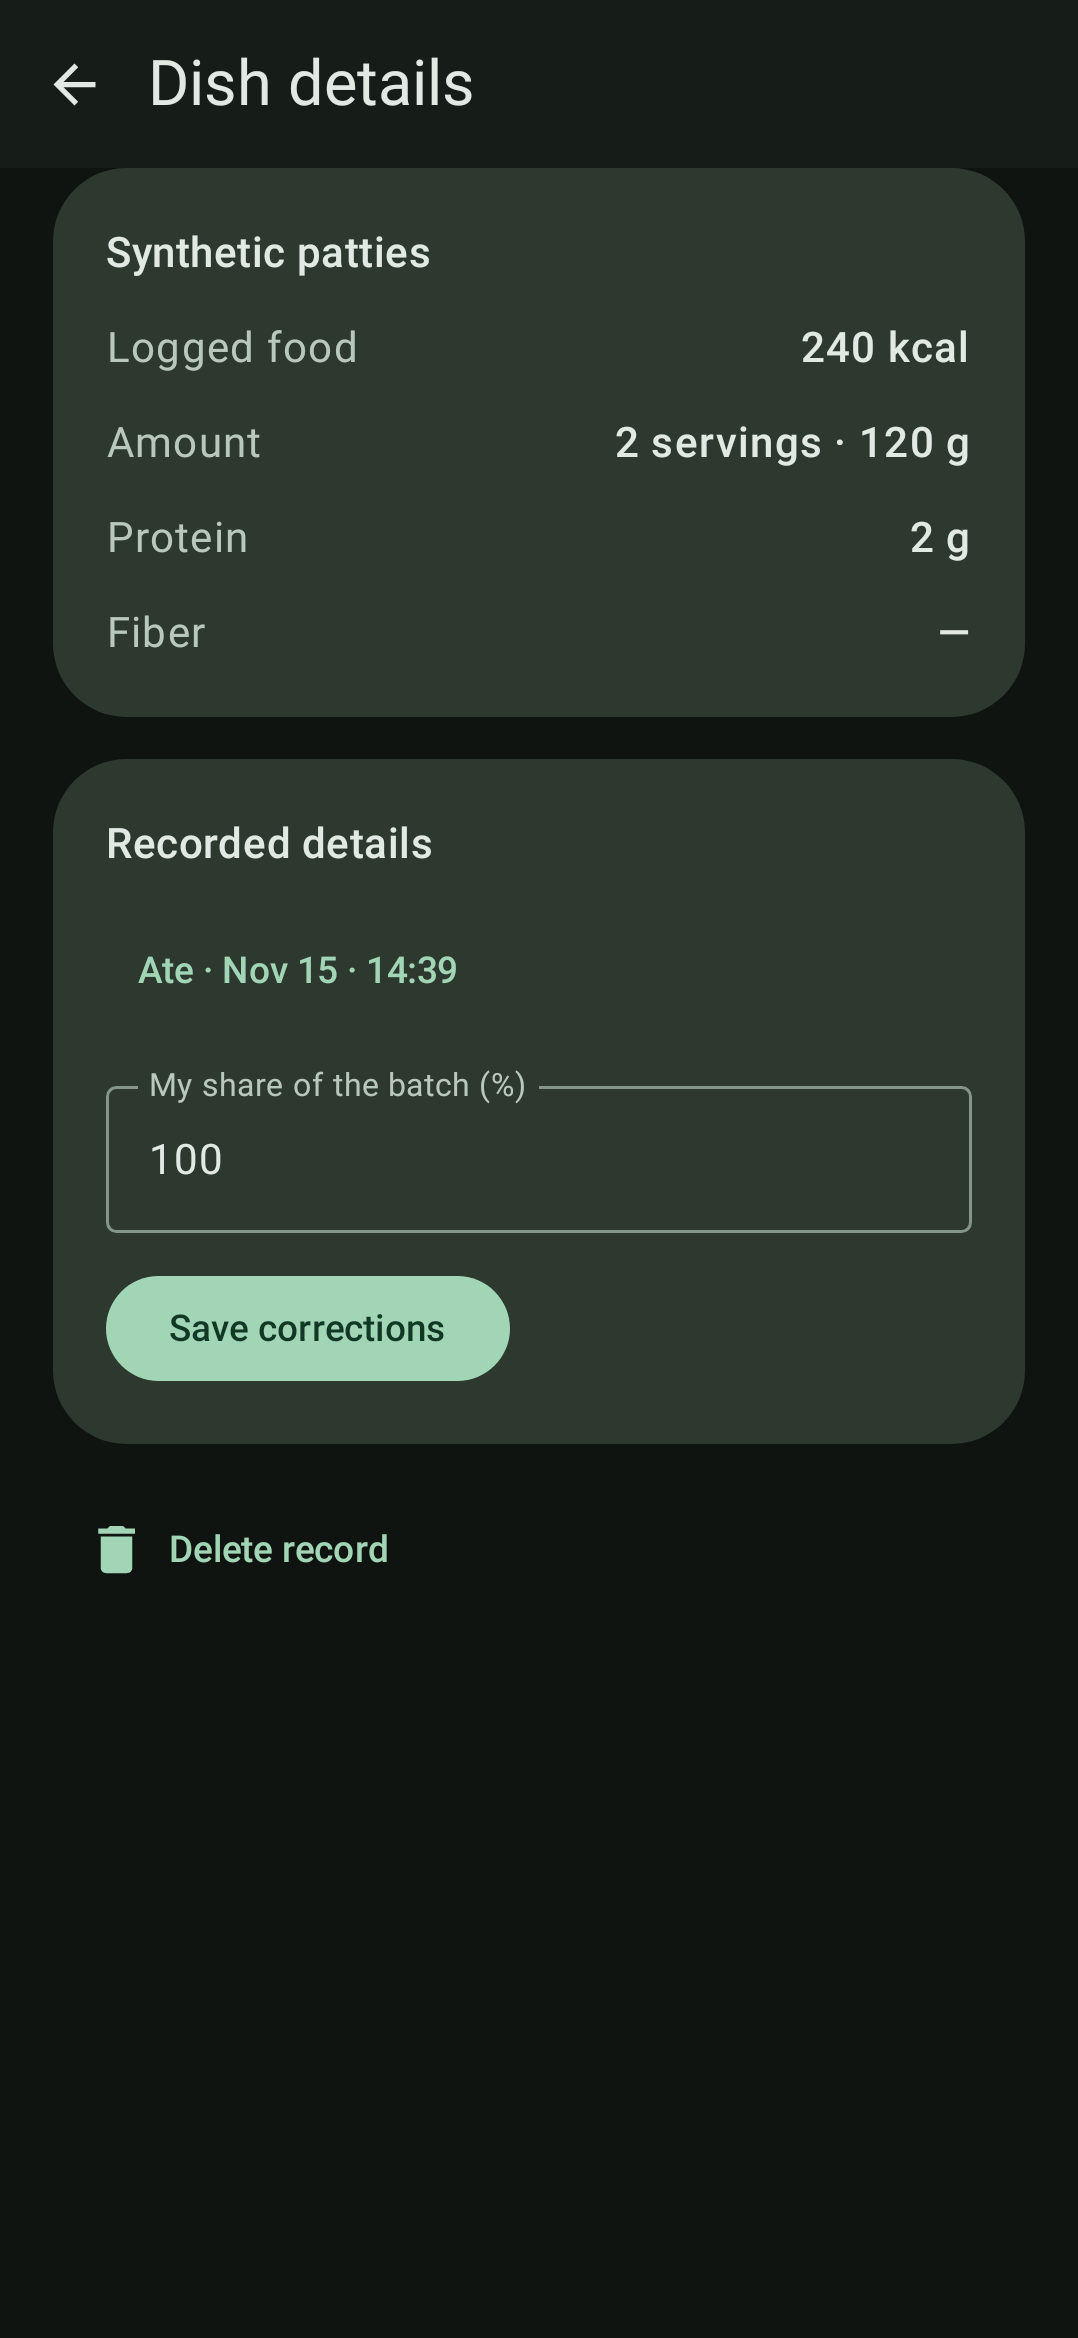 Dish details
Synthetic patties
Logged food 240 kcal
Amount 2 servings · 120 g
Protein 2 g
Fiber —
Recorded details
Ate · Nov 15 · 14:39
My share of the batch (%)
100
Save corrections
Delete record